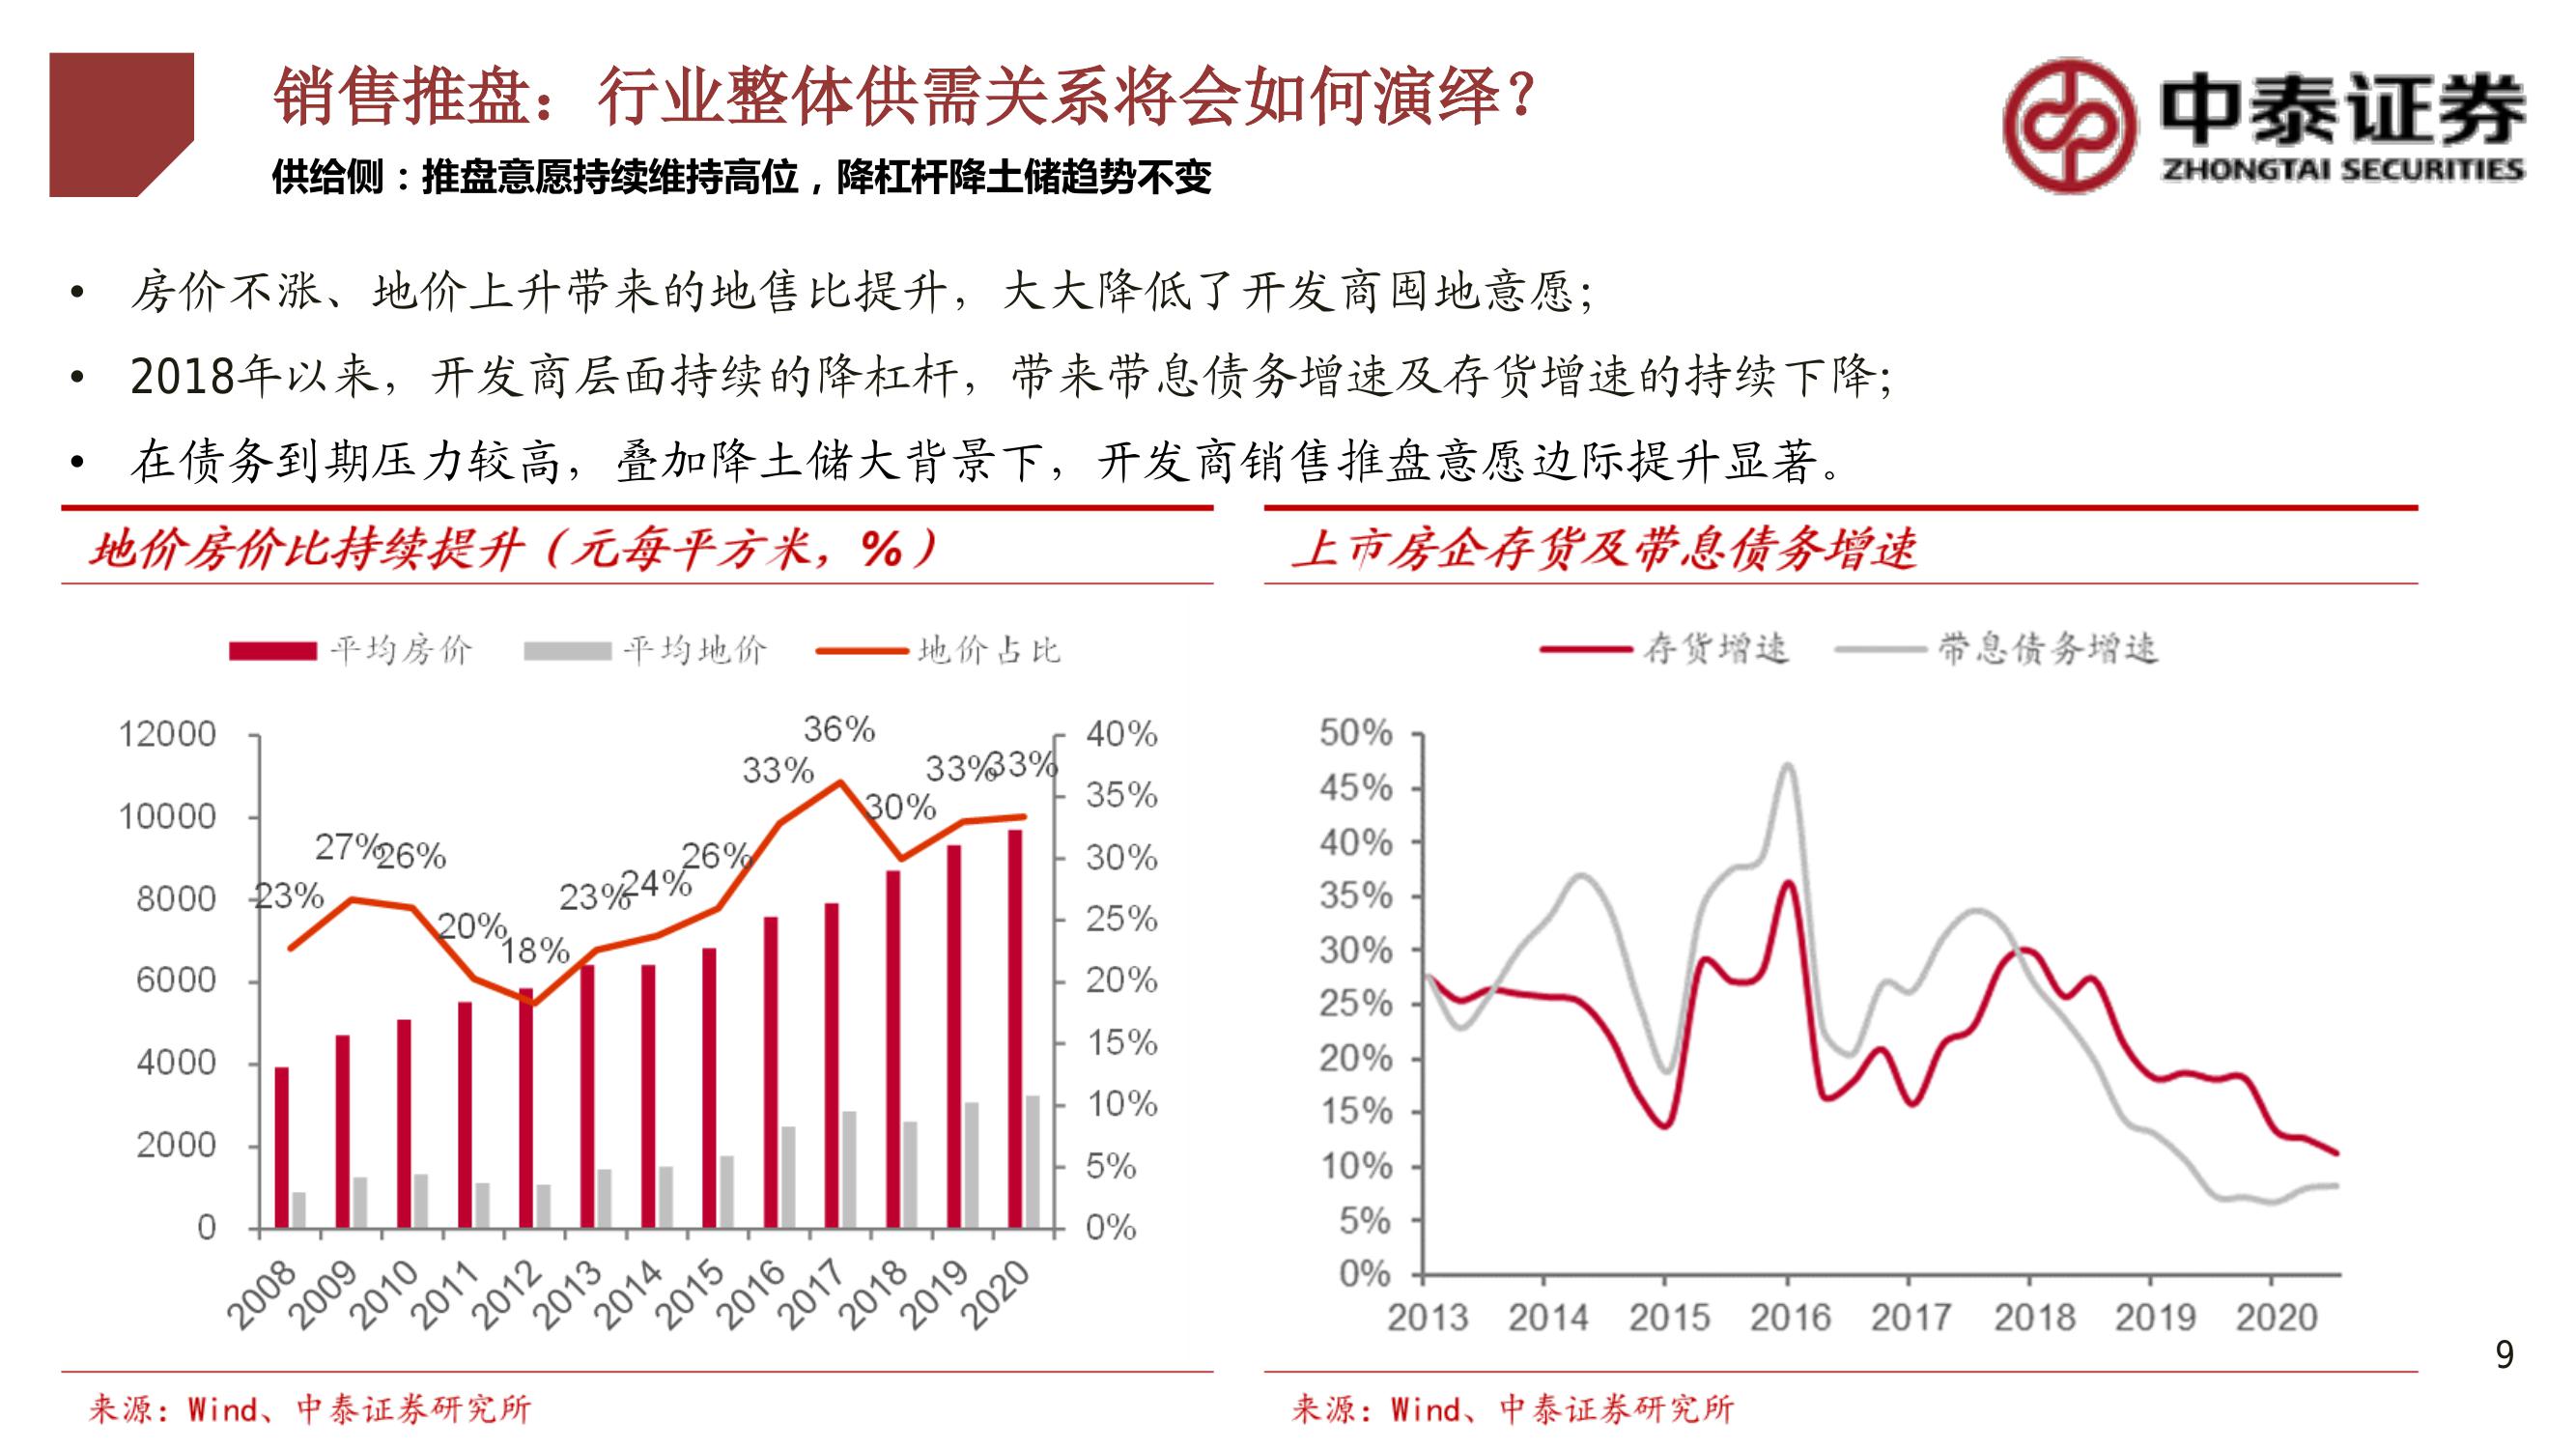 销售推盘：行业整体供需关系将会如何演绎？
中泰证券
ZHONGTAI SECURITIES
供给侧：推盘意愿持续维持高位，降杠杆降土储趋势不变
• 房价不涨、地价上升带来的地售比提升，大大降低了开发商囤地意愿；
• 2018年以来，开发商层面持续的降杠杆，带来带息债务增速及存货增速的持续下降；
• 在债务到期压力较高，叠加降土储大背景下，开发商销售推盘意愿边际提升显著。
地价房价比持续提升（元每平方米，%）
平均房价 平均地价 地价占比
12000
10000
8000
6000
4000
2000
0
23%
27%
26%
20%
18%
23%
24%
26%
33%
36%
30%
33%
33%
40%
35%
30%
25%
20%
15%
10%
5%
0%
2008 2009 2010 2011 2012 2013 2014 2015 2016 2017 2018 2019 2020
来源：Wind、中泰证券研究所
上市房企存货及带息债务增速
存货增速 带息债务增速
50%
45%
40%
35%
30%
25%
20%
15%
10%
5%
0%
2013 2014 2015 2016 2017 2018 2019 2020
来源：Wind、中泰证券研究所
9